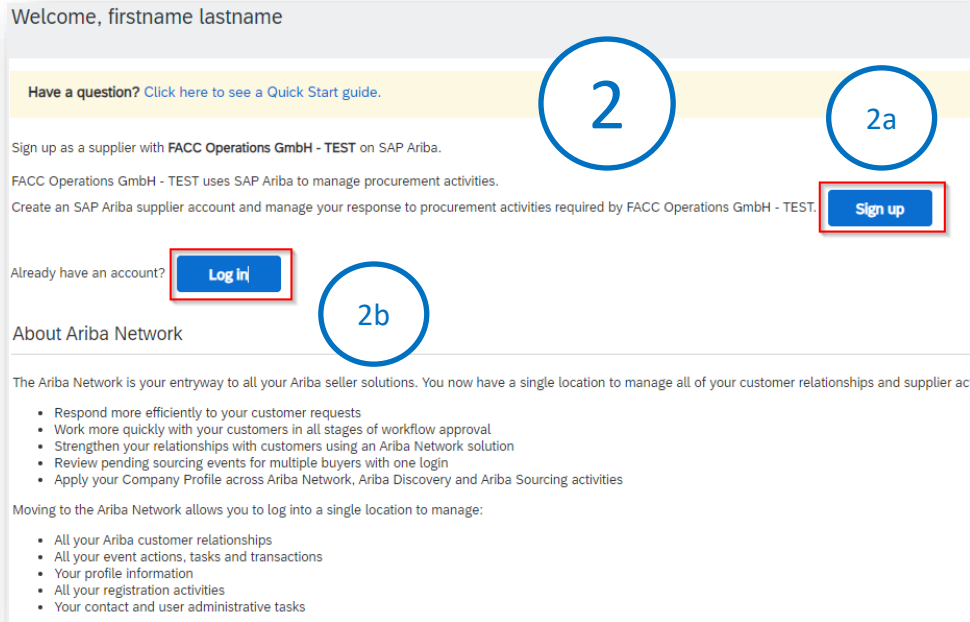 Welcome, firstname lastname
Have a question? Click here to see a Quick Start guide.
2
2a
Sign up as a supplier with FACC Operations GmbH - TEST on SAP Ariba.
FACC Operations GmbH - TEST uses SAP Ariba to manage procurement activities.
Create an SAP Ariba supplier account and manage your response to procurement activities required by FACC Operations GmbH - TEST. Sign up
Already have an account? Log in
2b
About Ariba Network
The Ariba Network is your entryway to all your Ariba seller solutions. You now have a single location to manage all of your customer relationships and supplier
• Respond more efficiently to your customer requests
• Work more quickly with your customers in all stages of workflow approval
• Strengthen your relationships with customers using an Ariba Network solution
• Review pending sourcing events for multiple buyers with one login
• Apply your Company Profile across Ariba Network, Ariba Discovery and Ariba Sourcing activities
Moving to the Ariba Network allows you to log into a single location to manage:
• All your Ariba customer relationships
• All your event actions, tasks and transactions
• Your profile information
• All your registration activities
• Your contact and user administrative tasks